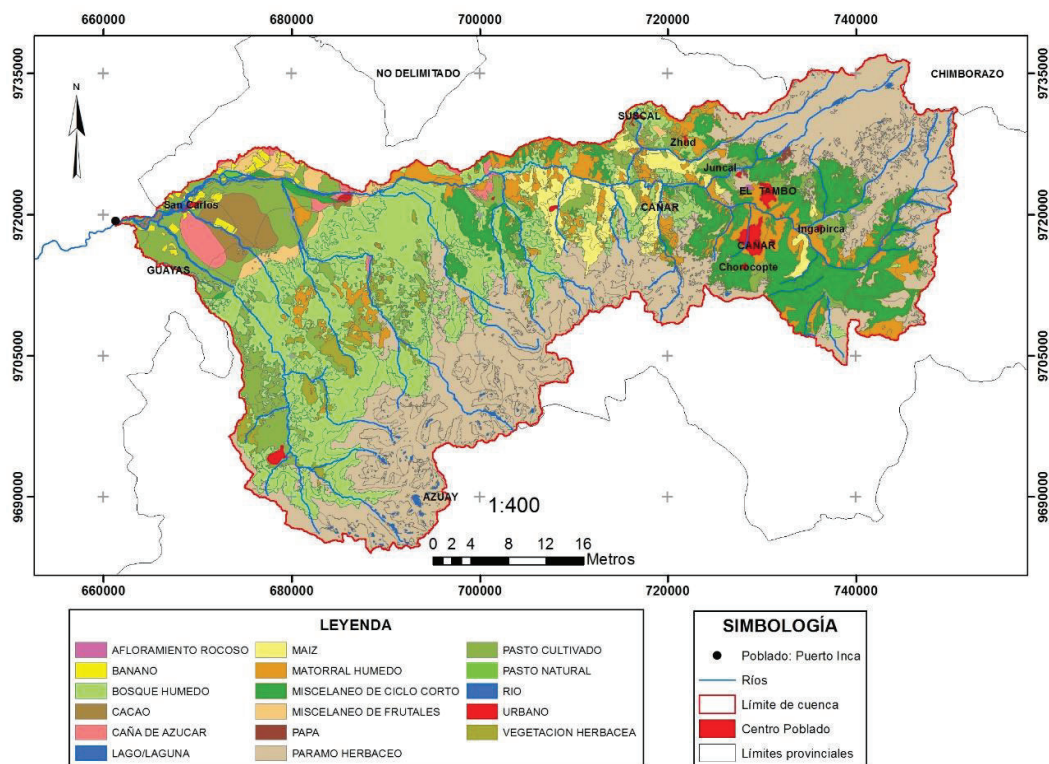 660000 680000 700000 720000 740000
9735000 9735000
NO DELIMITADO
CHIMBORAZO
N
SUSCAL
Zhud
Juncal
EL TAMBO
San Carlos
CAÑAR
9720000 9720000
Ingapirca
CAÑAR
GUAYAS
Chorocopte
9705000 9705000
AZUAY
9690000 9690000
1:400
0 2 4 8 12 16
Metros
660000 680000 700000 720000 740000
LEYENDA
AFLORAMIENTO ROCOSO
BANANO
BOSQUE HUMEDO
CACAO
CAÑA DE AZUCAR
LAGO/LAGUNA
MAIZ
MATORRAL HUMEDO
MISCELANEO DE CICLO CORTO
MISCELANEO DE FRUTALES
PAPA
PARAMO HERBACEO
PASTO CULTIVADO
PASTO NATURAL
RIO
URBANO
VEGETACION HERBACEA
SIMBOLOGÍA
Poblado: Puerto Inca
Ríos
Límite de cuenca
Centro Poblado
Límites provinciales